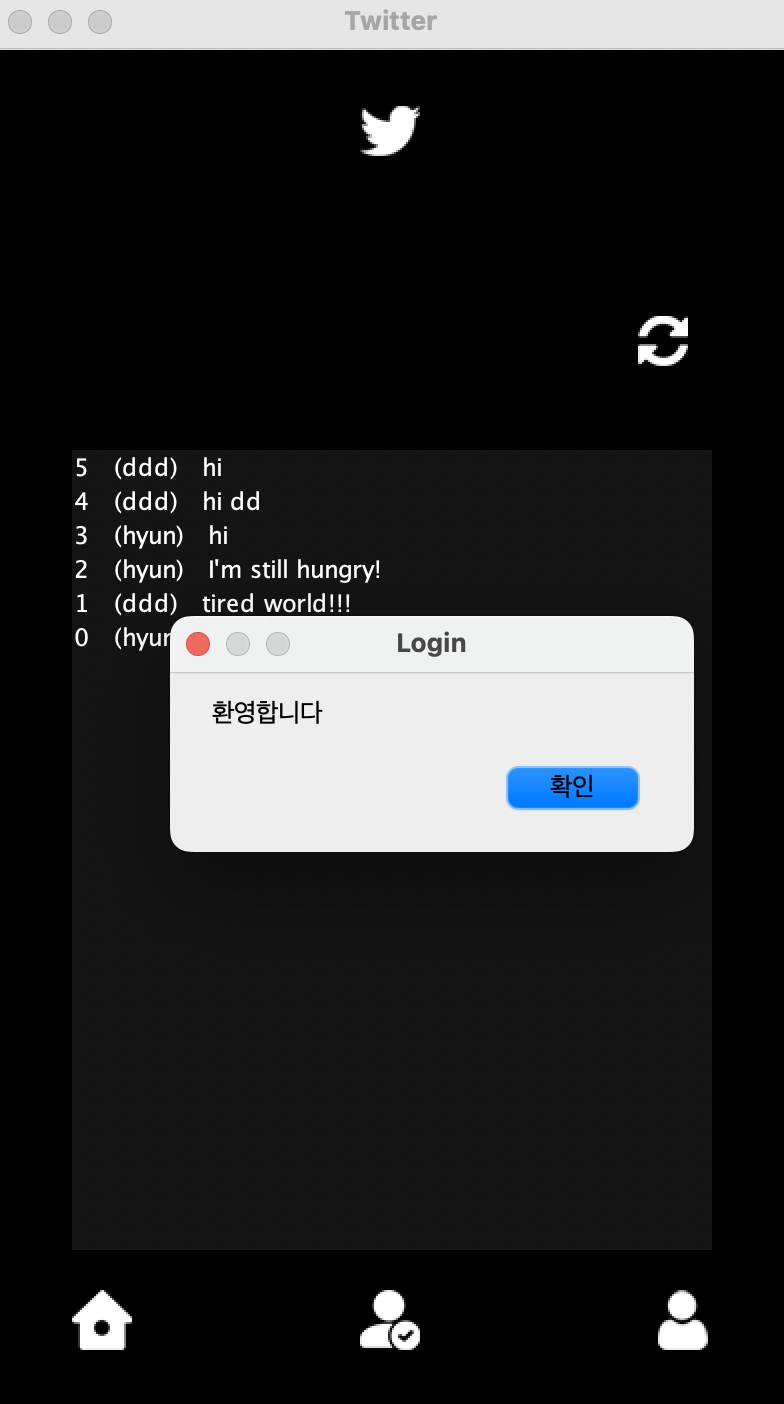 Twitter
5 (ddd) hi
4 (ddd) hi dd
3 (hyun) hi
2 (hyun) I'm still hungry!
1 (ddd) tired world!!!
0
Login
환영합니다
확인